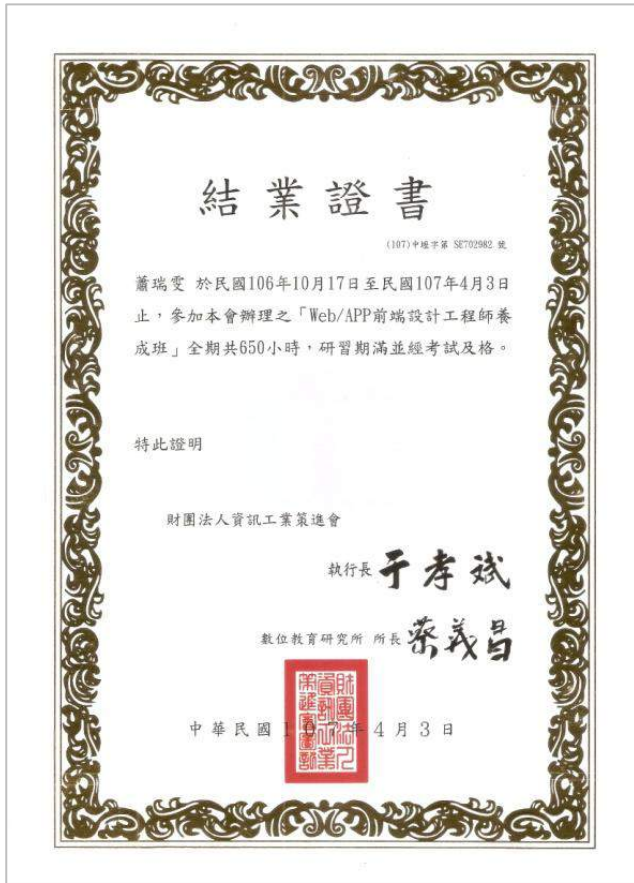 結業證書
(107)中壢字第 SE702982 號
蕭瑞雯 於民國106年10月17日至民國107年4月3日
止，參加本會辦理之「Web/APP前端設計工程師養
成班」全期共650小時，研習期滿並經考試及格。
特此證明
財團法人資訊工業策進會
執行長 于孝斌
數位教育研究所 所長 蔡義昌
中華民國107年4月3日